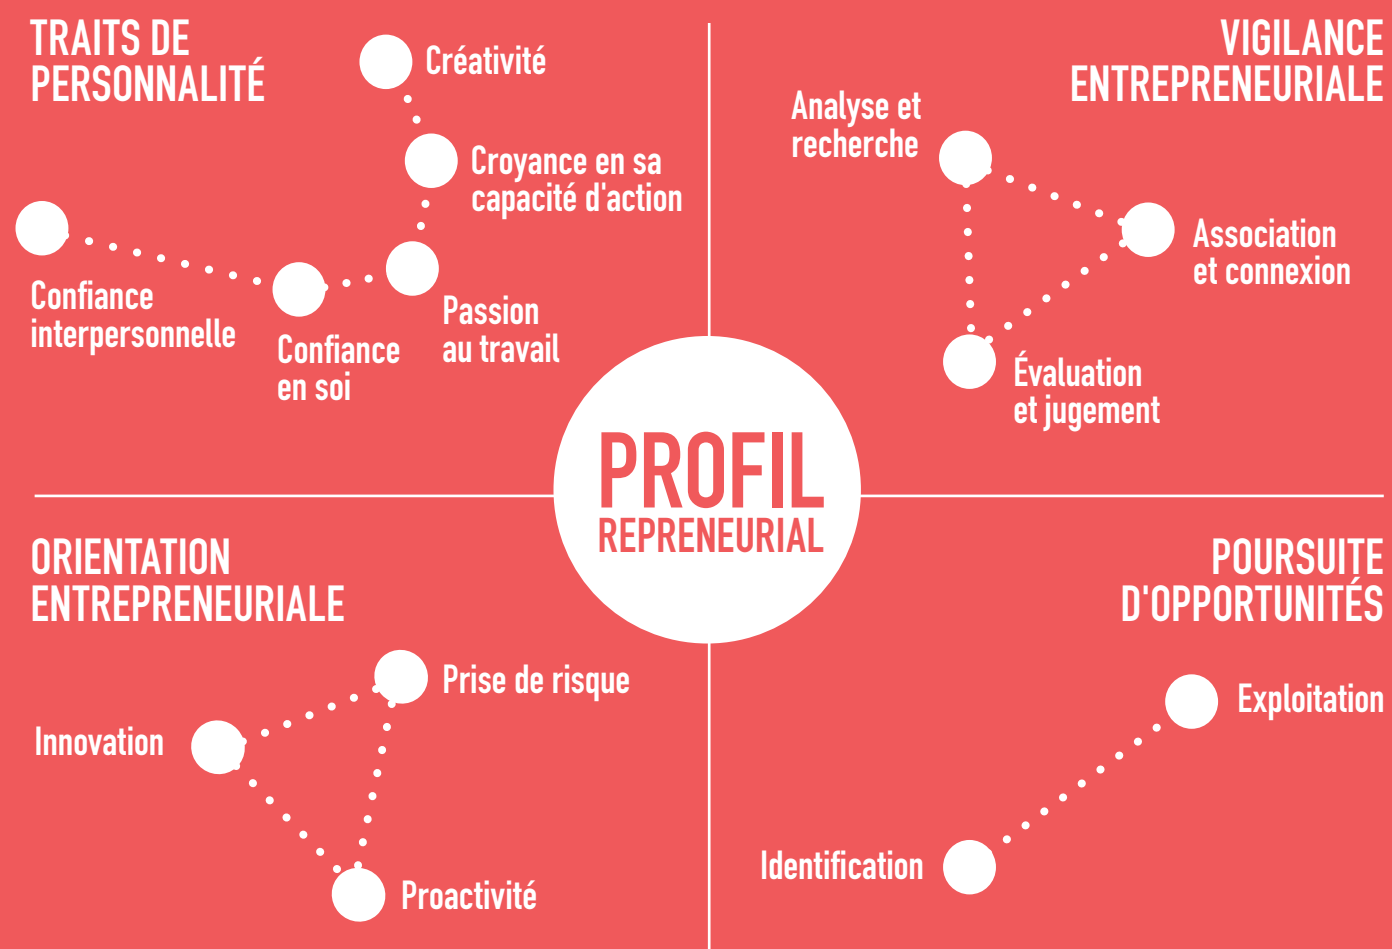 TRAITS DE
PERSONNALITÉ
Créativité
Croyance en sa
capacité d'action
Confiance
interpersonnelle
Confiance
en soi
Passion
au travail
VIGILANCE
ENTREPRENEURIALE
Analyse et
recherche
Association
et connexion
Évaluation
et jugement
PROFIL
REPRENEURIAL
ORIENTATION
ENTREPRENEURIALE
Prise de risque
Innovation
Proactivité
POURSUITE
D'OPPORTUNITÉS
Exploitation
Identification